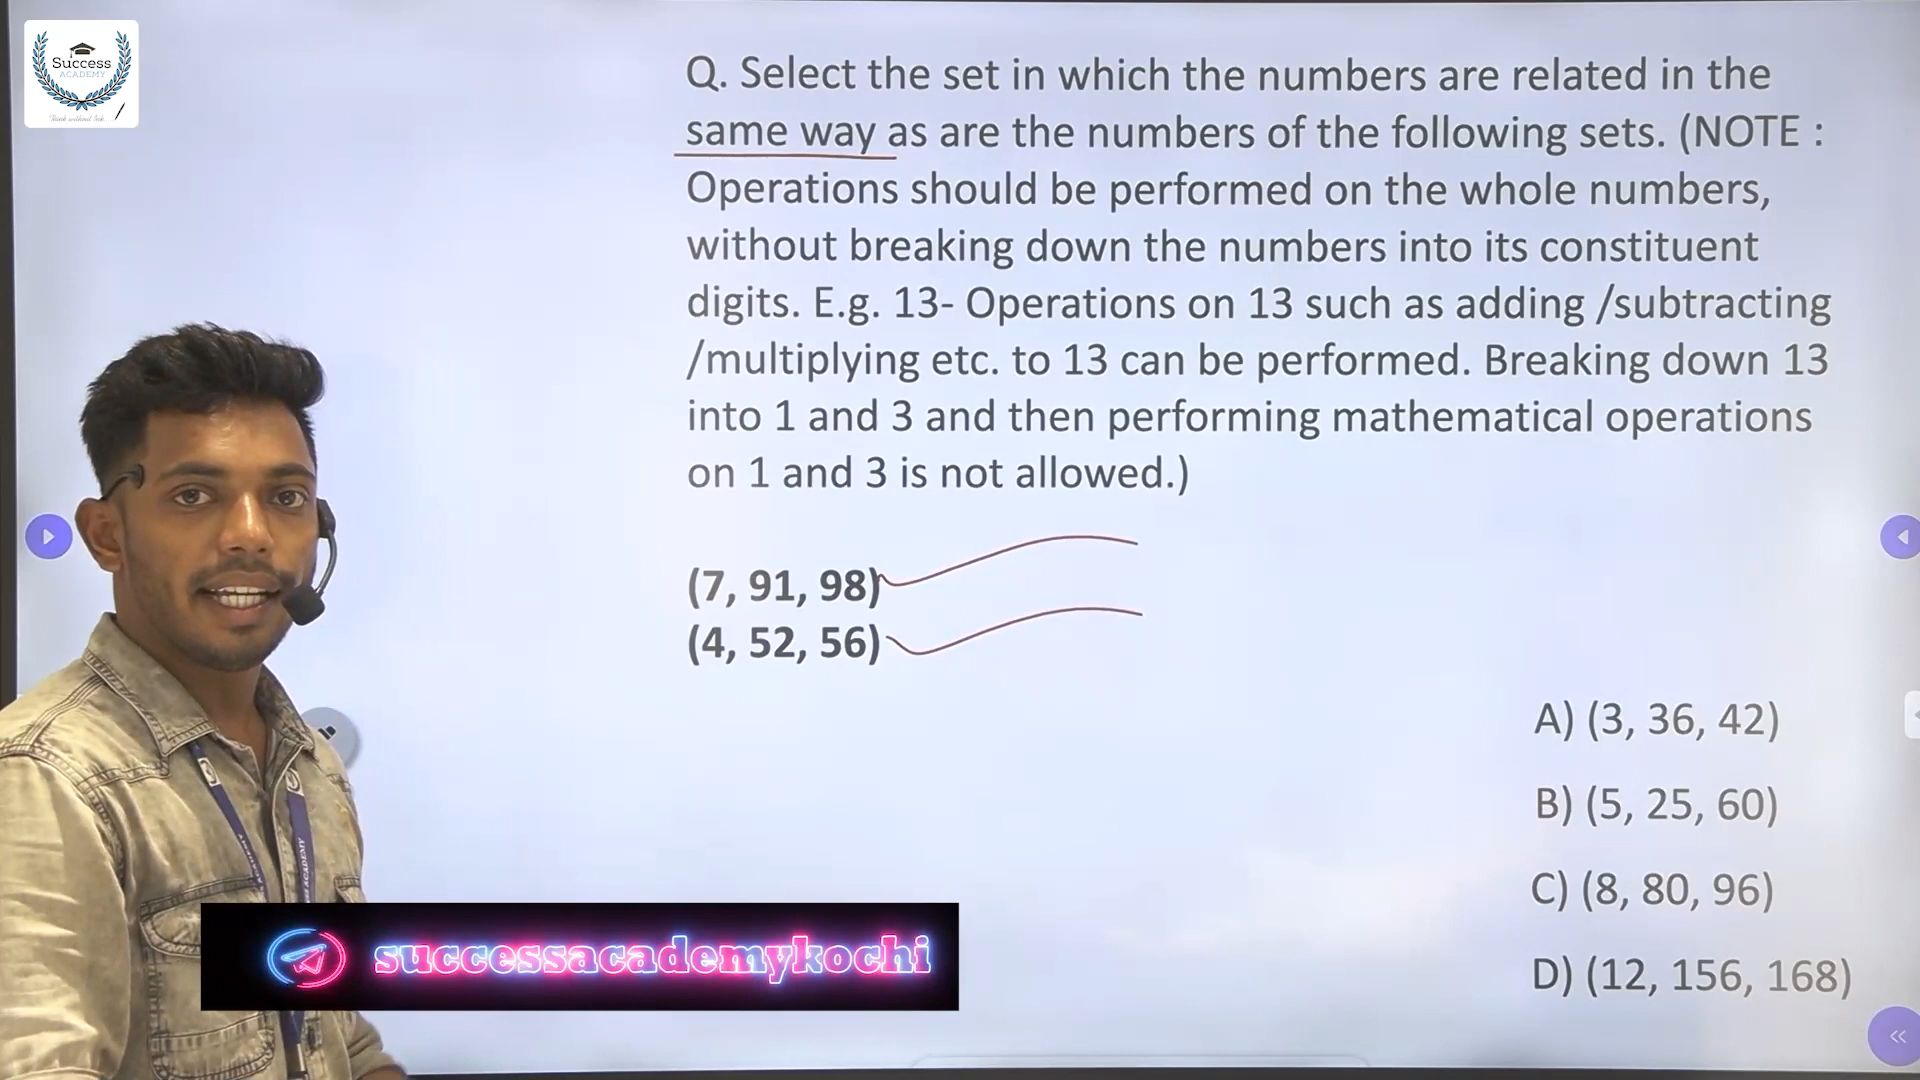 Success
ACADEMY
Think without Ink...
Q. Select the set in which the numbers are related in the
same way as are the numbers of the following sets. (NOTE :
Operations should be performed on the whole numbers,
without breaking down the numbers into its constituent
digits. E.g. 13- Operations on 13 such as adding /subtracting
/multiplying etc. to 13 can be performed. Breaking down 13
into 1 and 3 and then performing mathematical operations
on 1 and 3 is not allowed.)
(7, 91, 98)
(4, 52, 56)
A) (3, 36, 42)
B) (5, 25, 60)
C) (8, 80, 96)
D) (12, 156, 168)
successacademykochi